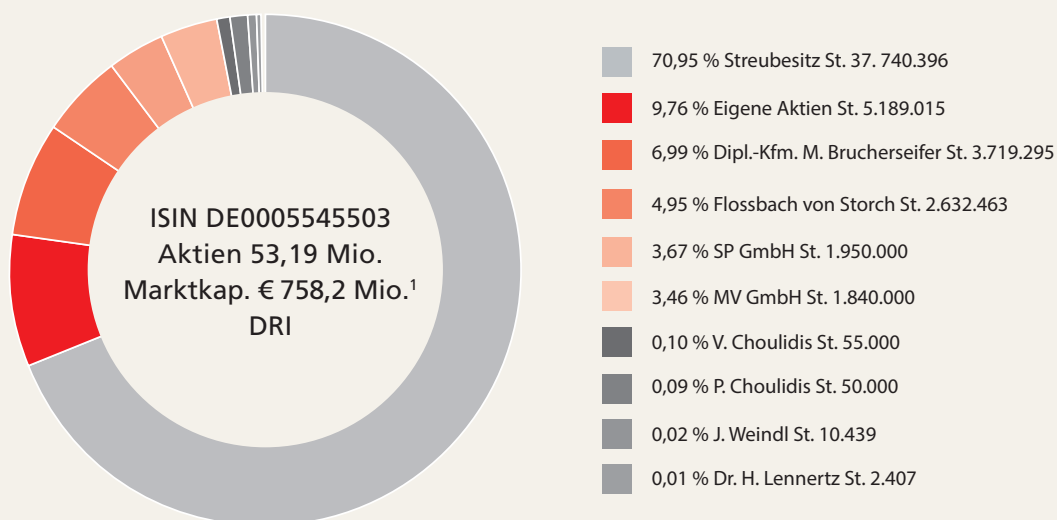 ISIN DE0005545503
Aktien 53,19 Mio.
Marktkap. € 758,2 Mio.¹
DRI
70,95 % Streubesitz St. 37. 740.396
9,76 % Eigene Aktien St. 5.189.015
6,99 % Dipl.-Kfm. M. Brucherseifer St. 3.719.295
4,95 % Flossbach von Storch St. 2.632.463
3,67 % SP GmbH St. 1.950.000
3,46 % MV GmbH St. 1.840.000
0,10 % V. Choulidis St. 55.000
0,09 % P. Choulidis St. 50.000
0,02 % J. Weindl St. 10.439
0,01 % Dr. H. Lennertz St. 2.407